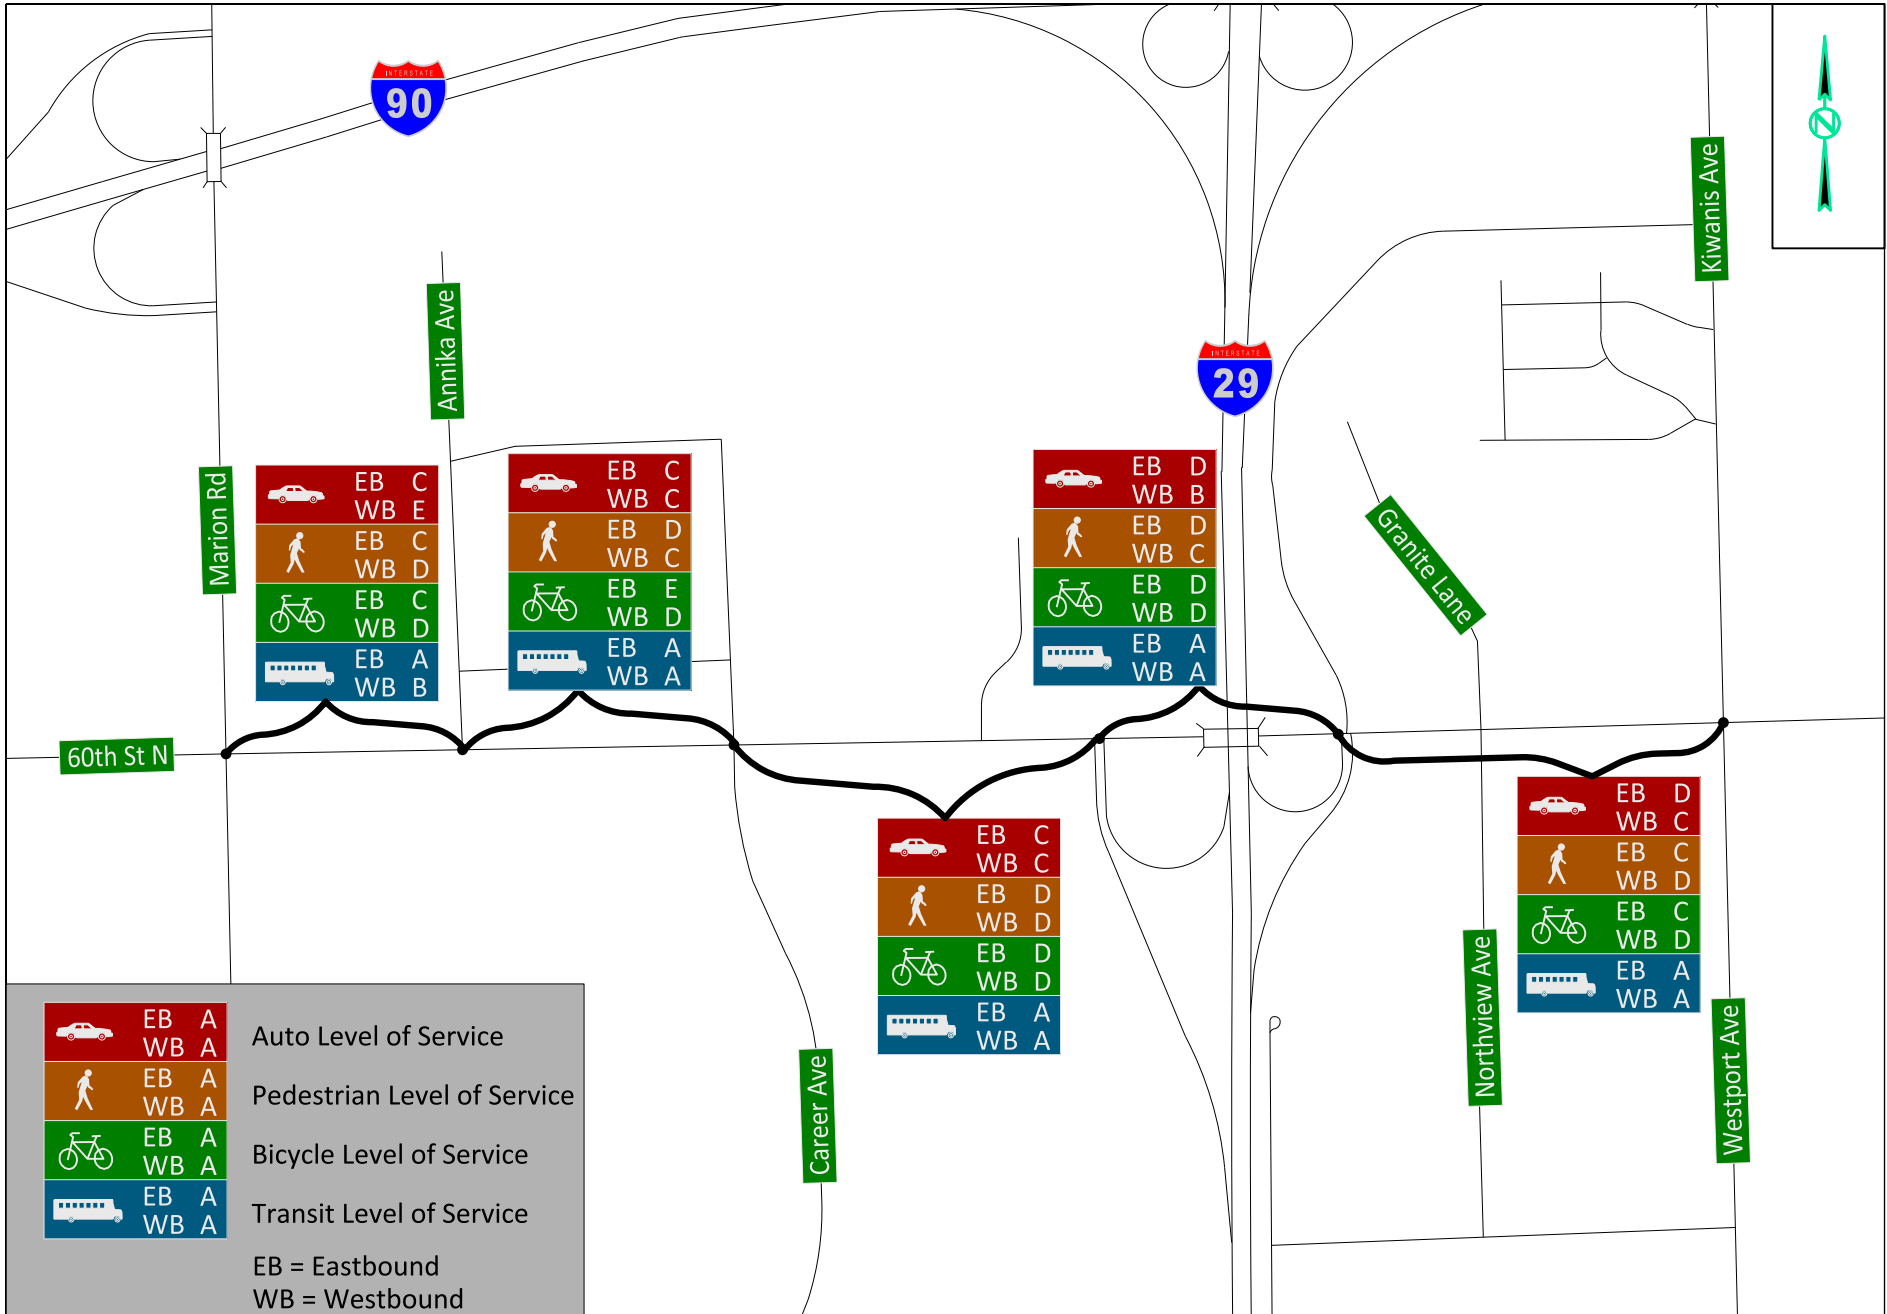 INTERSTATE
90
Kiwanis Ave
Annika Ave
INTERSTATE
29
Marion Rd
EB C
WB E
EB C
WB D
EB C
WB D
EB A
WB B
EB C
WB C
EB D
WB C
EB E
WB D
EB A
WB A
EB D
WB B
EB D
WB C
EB D
WB D
EB A
WB A
Granite Lane
60th St N
EB C
WB C
EB D
WB D
EB D
WB D
EB A
WB A
EB D
WB C
EB C
WB D
EB C
WB D
EB A
WB A
Career Ave
Northview Ave
Westport Ave
EB A
WB A
Auto Level of Service
EB A
WB A
Pedestrian Level of Service
EB A
WB A
Bicycle Level of Service
EB A
WB A
Transit Level of Service
EB = Eastbound
WB = Westbound
N